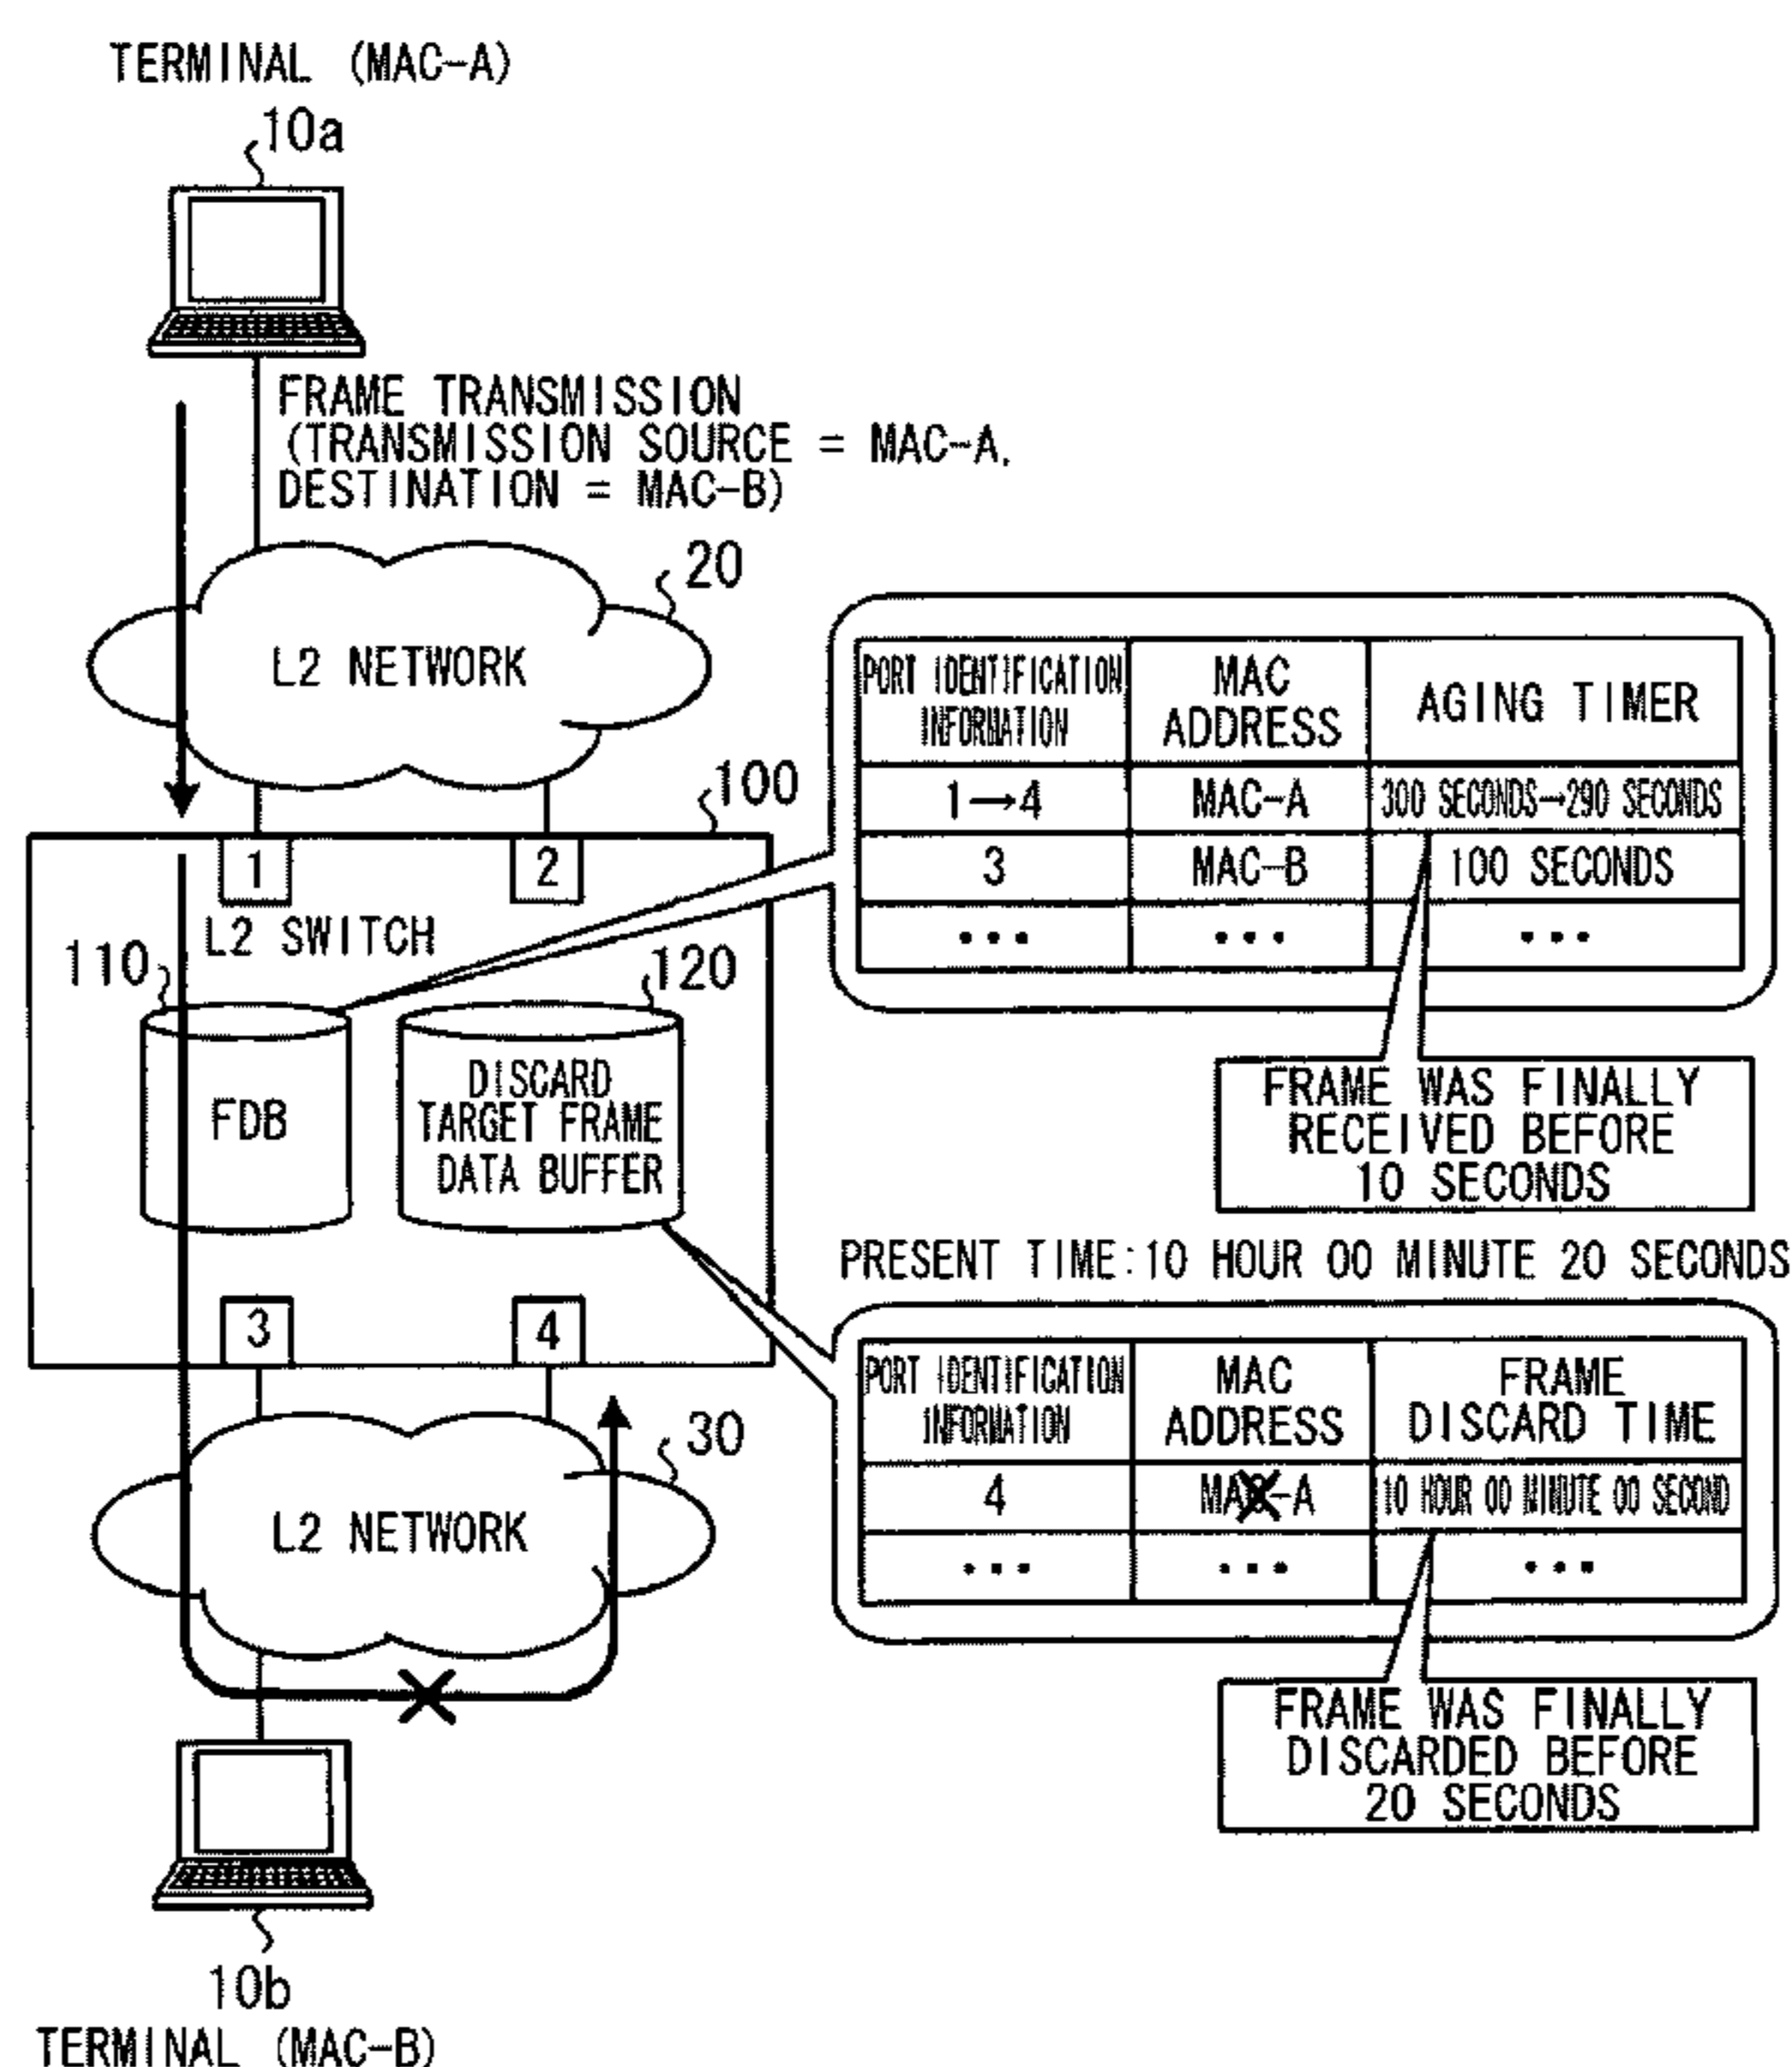 TERMINAL (MAC-A)
10a
FRAME TRANSMISSION
(TRANSMISSION SOURCE = MAC-A,
DESTINATION = MAC-B)
20
L2 NETWORK
100
1
2
L2 SWITCH
110
120
FDB
DISCARD
TARGET FRAME
DATA BUFFER
3
4
30
L2 NETWORK
10b
TERMINAL (MAC-B)
PORT IDENTIFICATION INFORMATION MAC ADDRESS AGING TIMER
1→4 MAC-A 300 SECONDS→290 SECONDS
3 MAC-B 100 SECONDS
... ... ...
FRAME WAS FINALLY
RECEIVED BEFORE
10 SECONDS
PRESENT TIME:10 HOUR 00 MINUTE 20 SECONDS
PORT IDENTIFICATION INFORMATION MAC ADDRESS FRAME DISCARD TIME
4 MAC-A 10 HOUR 00 MINUTE 00 SECOND
... ... ...
FRAME WAS FINALLY
DISCARDED BEFORE
20 SECONDS